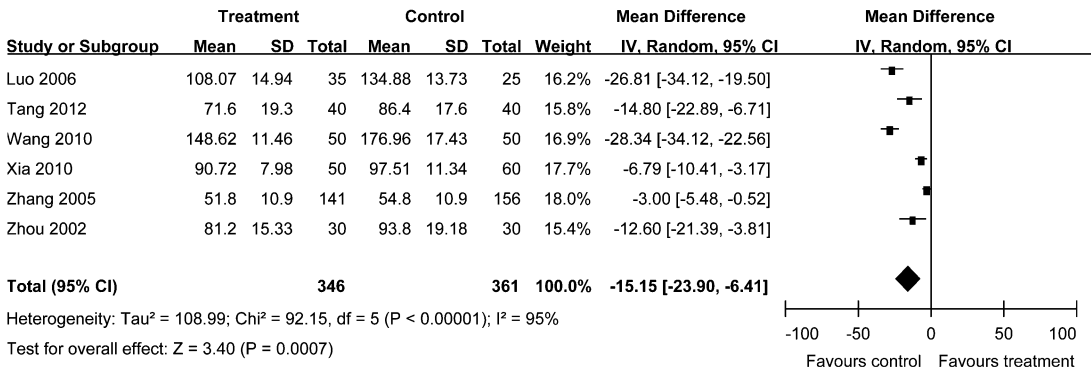 Treatment Control Mean Difference Mean Difference
Study or Subgroup Mean SD Total Mean SD Total Weight IV, Random, 95% CI IV, Random, 95% CI
Luo 2006 108.07 14.94 35 134.88 13.73 25 16.2% -26.81 [-34.12, -19.50]
Tang 2012 71.6 19.3 40 86.4 17.6 40 15.8% -14.80 [-22.89, -6.71]
Wang 2010 148.62 11.46 50 176.96 17.43 50 16.9% -28.34 [-34.12, -22.56]
Xia 2010 90.72 7.98 50 97.51 11.34 60 17.7% -6.79 [-10.41, -3.17]
Zhang 2005 51.8 10.9 141 54.8 10.9 156 18.0% -3.00 [-5.48, -0.52]
Zhou 2002 81.2 15.33 30 93.8 19.18 30 15.4% -12.60 [-21.39, -3.81]
Total (95% CI) 346 361 100.0% -15.15 [-23.90, -6.41]
Heterogeneity: Tau² = 108.99; Chi² = 92.15, df = 5 (P < 0.00001); I² = 95%
Test for overall effect: Z = 3.40 (P = 0.0007)
-100 -50 0 50 100
Favours control Favours treatment